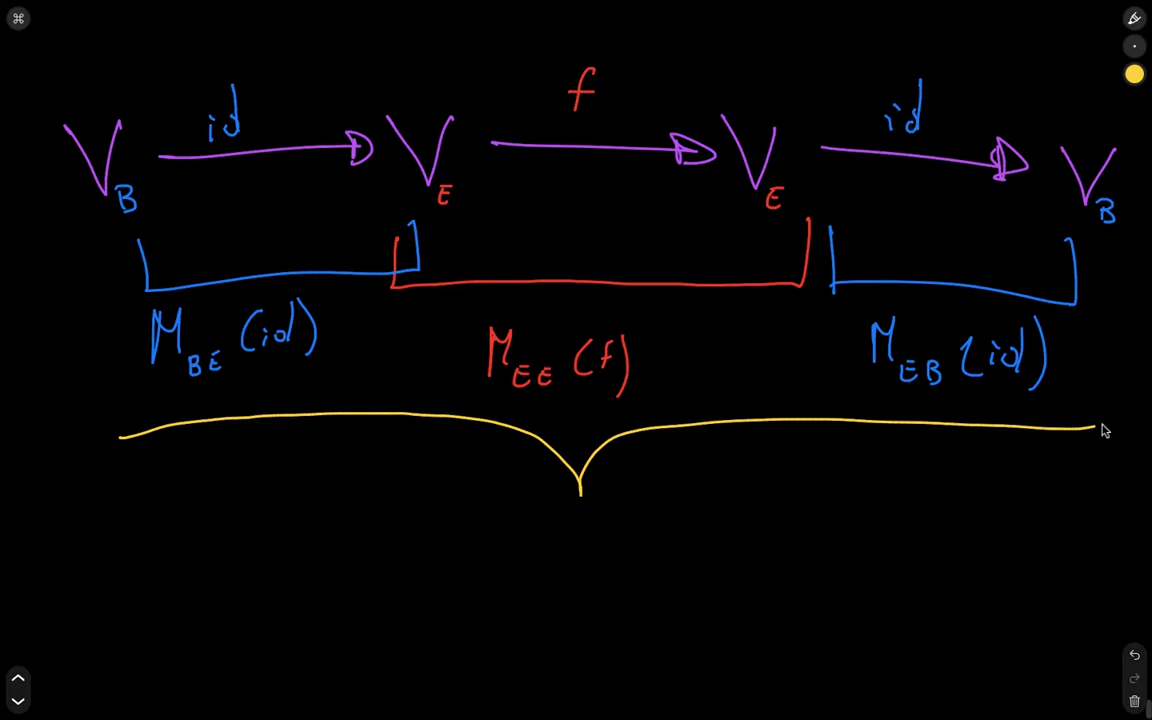 id f id
V_B V_E V_E V_B
M_BE (id) M_EE (f) M_EB (id)